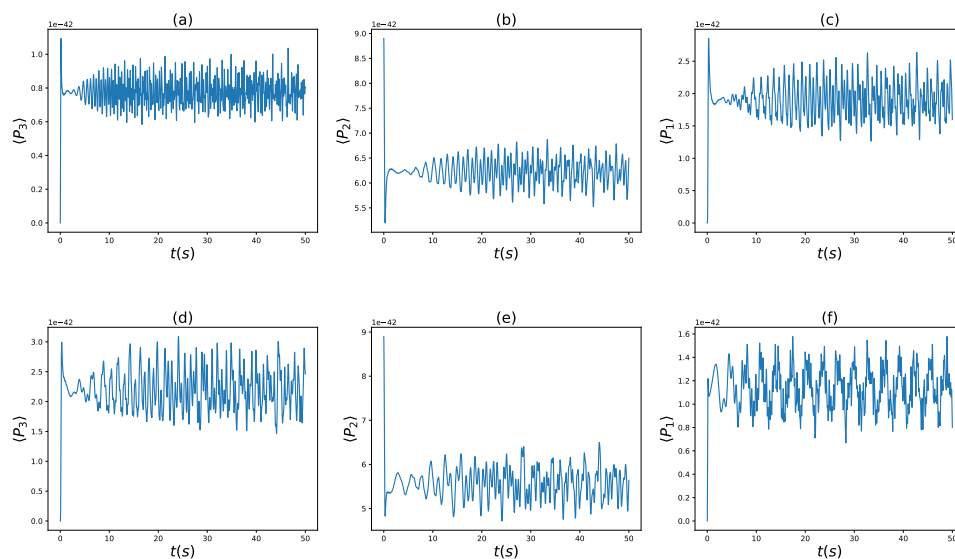 (a)
1e−42
⟨P3⟩
1.0
0.8
0.6
0.4
0.2
0.0
0 10 20 30 40 50
t(s)
(b)
1e−42
⟨P2⟩
9.0
8.5
8.0
7.5
7.0
6.5
6.0
5.5
0 10 20 30 40 50
t(s)
(c)
1e−42
⟨P1⟩
2.5
2.0
1.5
1.0
0.5
0.0
0 10 20 30 40 50
t(s)
(d)
1e−42
⟨P3⟩
3.0
2.5
2.0
1.5
1.0
0.5
0.0
0 10 20 30 40 50
t(s)
(e)
1e−42
⟨P2⟩
9
8
7
6
5
0 10 20 30 40 50
t(s)
(f)
1e−42
⟨P1⟩
1.6
1.4
1.2
1.0
0.8
0.6
0.4
0.2
0.0
0 10 20 30 40 50
t(s)